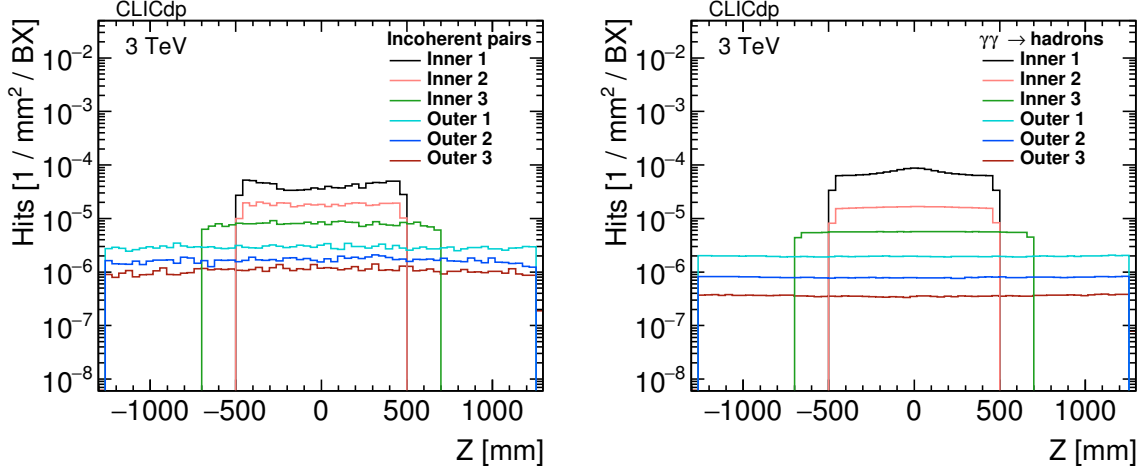 CLICdp
3 TeV
Incoherent pairs
Inner 1
Inner 2
Inner 3
Outer 1
Outer 2
Outer 3
Hits [1 / mm² / BX]
10⁻²
10⁻³
10⁻⁴
10⁻⁵
10⁻⁶
10⁻⁷
10⁻⁸
−1000 −500 0 500 1000
Z [mm]
CLICdp
3 TeV
γγ → hadrons
Inner 1
Inner 2
Inner 3
Outer 1
Outer 2
Outer 3
Hits [1 / mm² / BX]
10⁻²
10⁻³
10⁻⁴
10⁻⁵
10⁻⁶
10⁻⁷
10⁻⁸
−1000 −500 0 500 1000
Z [mm]